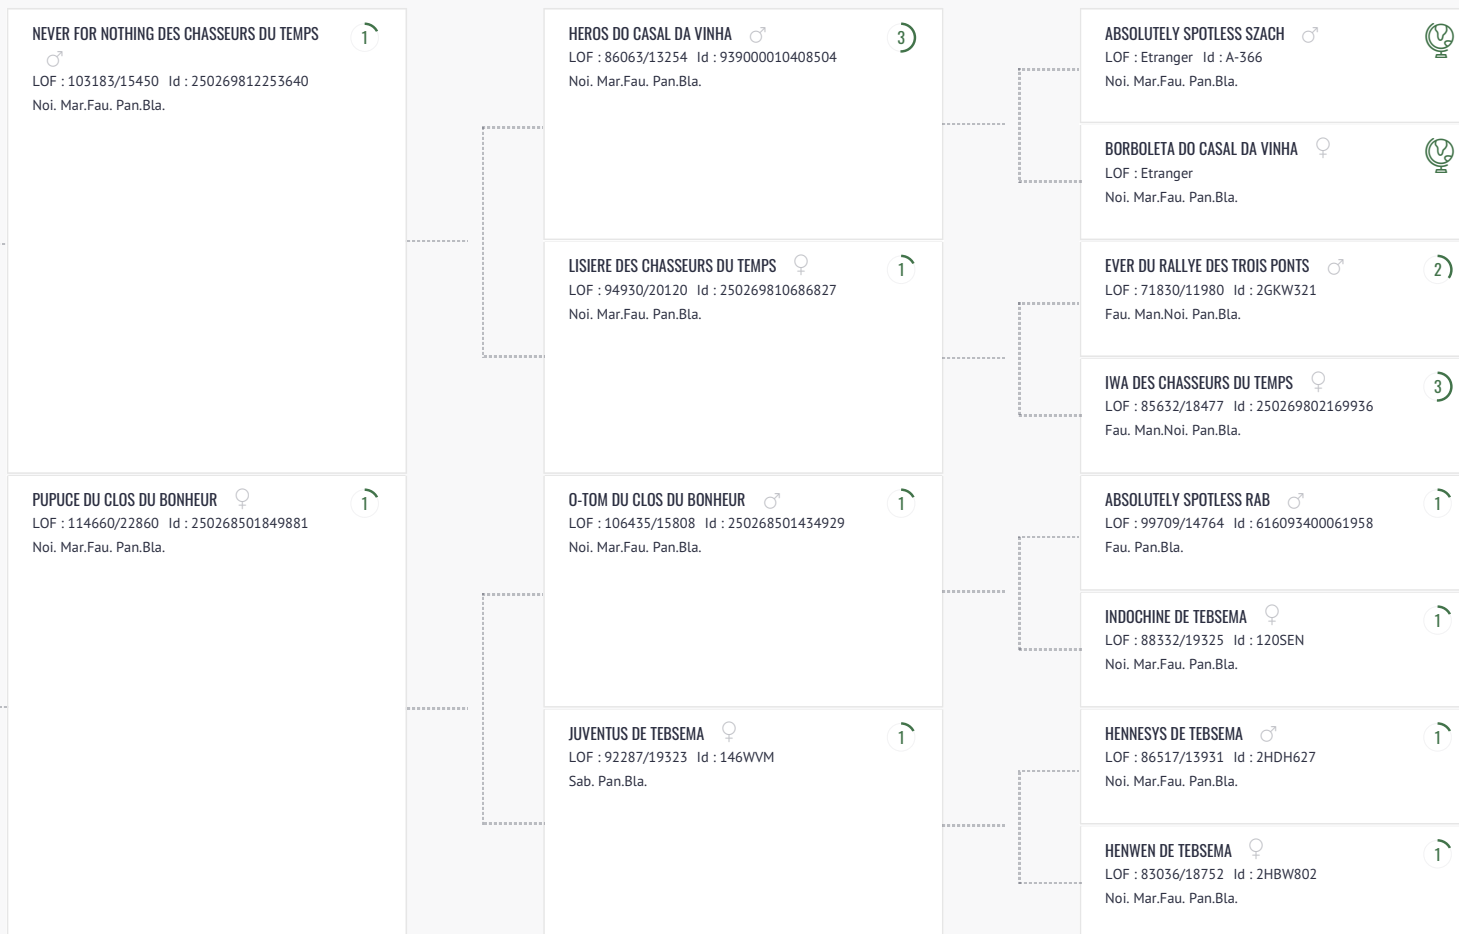 NEVER FOR NOTHING DES CHASSEURS DU TEMPS
1
LOF : 103183/15450 Id : 250269812253640
Noi. Mar.Fau. Pan.Bla.
PUPUCE DU CLOS DU BONHEUR
1
LOF : 114660/22860 Id : 250268501849881
Noi. Mar.Fau. Pan.Bla.
HEROS DO CASAL DA VINHA
3
LOF : 86063/13254 Id : 939000010408504
Noi. Mar.Fau. Pan.Bla.
LISIERE DES CHASSEURS DU TEMPS
1
LOF : 94930/20120 Id : 250269810686827
Noi. Mar.Fau. Pan.Bla.
O-TOM DU CLOS DU BONHEUR
1
LOF : 106435/15808 Id : 250268501434929
Noi. Mar.Fau. Pan.Bla.
JUVENTUS DE TEBSEMA
1
LOF : 92287/19323 Id : 146WVM
Sab. Pan.Bla.
ABSOLUTELY SPOTLESS SZACH
LOF : Etranger Id : A-366
Noi. Mar.Fau. Pan.Bla.
BORBOLETA DO CASAL DA VINHA
LOF : Etranger
Noi. Mar.Fau. Pan.Bla.
EVER DU RALLYE DES TROIS PONTS
2
LOF : 71830/11980 Id : 2GKW321
Fau. Man.Noi. Pan.Bla.
IWA DES CHASSEURS DU TEMPS
3
LOF : 85632/18477 Id : 250269802169936
Fau. Man.Noi. Pan.Bla.
ABSOLUTELY SPOTLESS RAB
1
LOF : 99709/14764 Id : 616093400061958
Fau. Pan.Bla.
INDOCHINE DE TEBSEMA
1
LOF : 88332/19325 Id : 120SEN
Noi. Mar.Fau. Pan.Bla.
HENNESYS DE TEBSEMA
1
LOF : 86517/13931 Id : 2HDH627
Noi. Mar.Fau. Pan.Bla.
HENWEN DE TEBSEMA
1
LOF : 83036/18752 Id : 2HBW802
Noi. Mar.Fau. Pan.Bla.